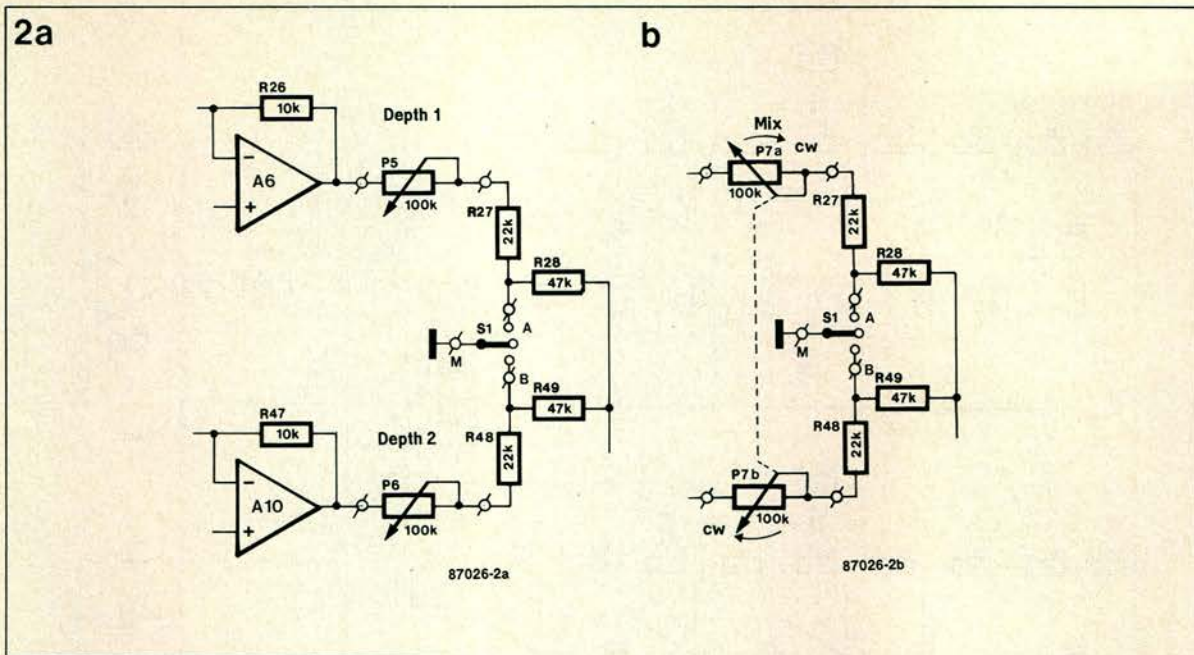 2a
R26
10k
Depth 1
A6
P5
100k
R27
22k
R28
47k
S1
A
M
B
R49
47k
R47
10k
Depth 2
R48
22k
A10
P6
100k
87026-2a
b
Mix
CW
P7a
100k
R27
22k
R28
47k
S1
A
M
B
R49
47k
R48
22k
P7b
100k
CW
87026-2b